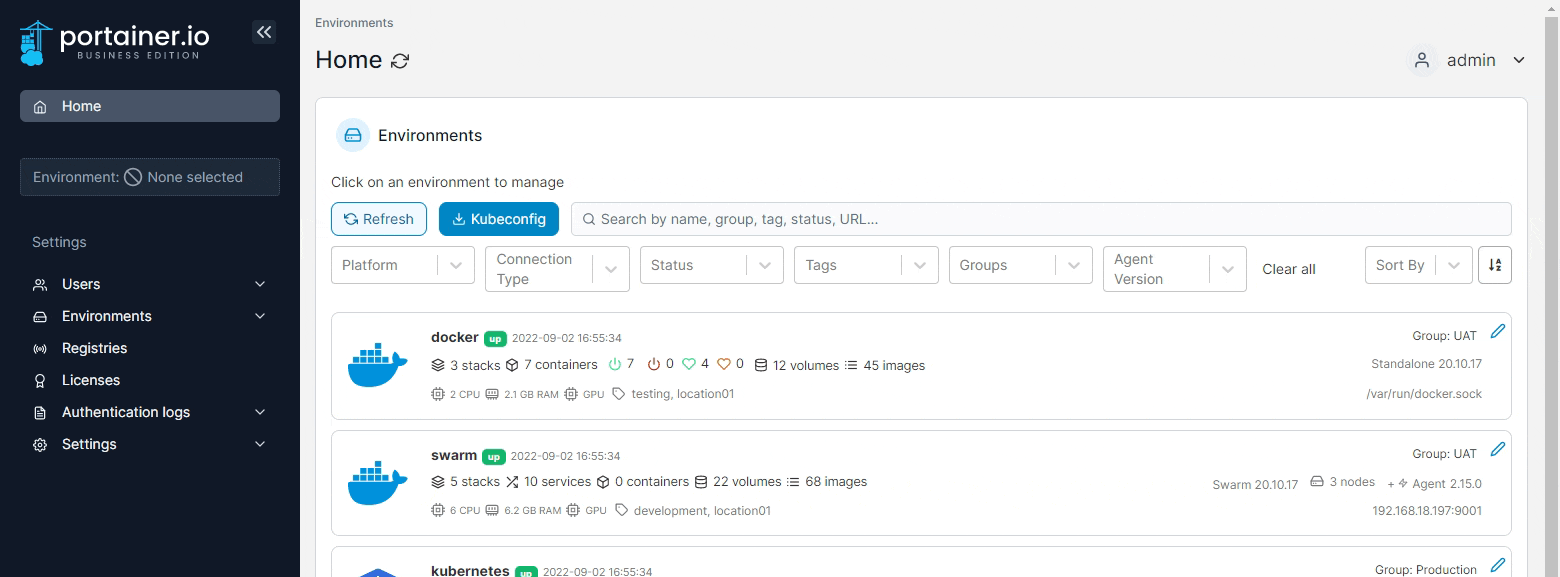 portainer.io
BUSINESS EDITION
Home
Environment: None selected
Settings
Users
Environments
Registries
Licenses
Authentication logs
Settings
Environments
Home
admin
Environments
Click on an environment to manage
Refresh Kubeconfig Search by name, group, tag, status, URL...
Platform Connection Type Status Tags Groups Agent Version Clear all Sort By
docker up 2022-09-02 16:55:34 Group: UAT
3 stacks 7 containers 7 0 4 0 12 volumes 45 images Standalone 20.10.17
2 CPU 2.1 GB RAM GPU testing, location01 /var/run/docker.sock
swarm up 2022-09-02 16:55:34 Group: UAT
5 stacks 10 services 0 containers 22 volumes 68 images Swarm 20.10.17 3 nodes + Agent 2.15.0
6 CPU 6.2 GB RAM GPU development, location01 192.168.18.197:9001
kubernetes up 2022-09-02 16:55:34 Group: Production